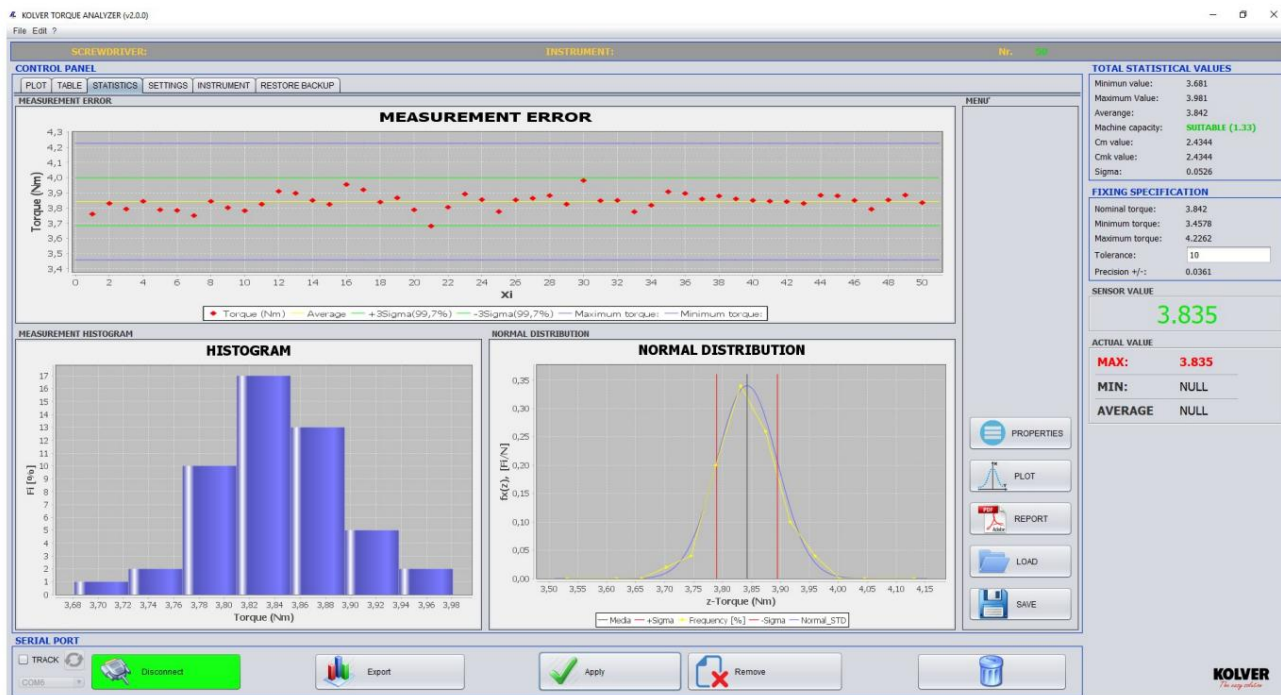 KOLVER TORQUE ANALYZER (v2.0.0)
File Edit ?
SCREWDRIVER: INSTRUMENT: Nr. 50
CONTROL PANEL
PLOT TABLE STATISTICS SETTINGS INSTRUMENT RESTORE BACKUP
MEASUREMENT ERROR
MENU'
MEASUREMENT ERROR
Torque (Nm)
4,3
4,2
4,1
4,0
3,9
3,8
3,7
3,6
3,5
3,4
0 2 4 6 8 10 12 14 16 18 20 22 24 26 28 30 32 34 36 38 40 42 44 46 48 50
Xi
Torque (Nm) Average +3Sigma(99,7%) -3Sigma(99,7%) Maximum torque: Minimum torque:
MEASUREMENT HISTOGRAM
HISTOGRAM
Fi [%]
17
16
15
14
13
12
11
10
9
8
7
6
5
4
3
2
1
0
3,68 3,70 3,72 3,74 3,76 3,78 3,80 3,82 3,84 3,86 3,88 3,90 3,92 3,94 3,96 3,98
Torque (Nm)
NORMAL DISTRIBUTION
NORMAL DISTRIBUTION
fx(z), [Fi/N]
0,35
0,30
0,25
0,20
0,15
0,10
0,05
0,00
3,50 3,55 3,60 3,65 3,70 3,75 3,80 3,85 3,90 3,95 4,00 4,05 4,10 4,15
z-Torque (Nm)
Media +Sigma Frequency [%] -Sigma Normal_STD
PROPERTIES
PLOT
PDF
Adobe
REPORT
LOAD
SAVE
TOTAL STATISTICAL VALUES
Minimun value: 3.681
Maximum Value: 3.981
Averange: 3.842
Machine capacity: SUITABLE (1.33)
Cm value: 2.4344
Cmk value: 2.4344
Sigma: 0.0526
FIXING SPECIFICATION
Nominal torque: 3.842
Minimum torque: 3.4578
Maximum torque: 4.2262
Tolerance: 10
Precision +/-: 0.0361
SENSOR VALUE
3.835
ACTUAL VALUE
MAX: 3.835
MIN: NULL
AVERAGE NULL
SERIAL PORT
TRACK
COM6
Disconnect
Export
Apply
Remove
KOLVER
The easy solution